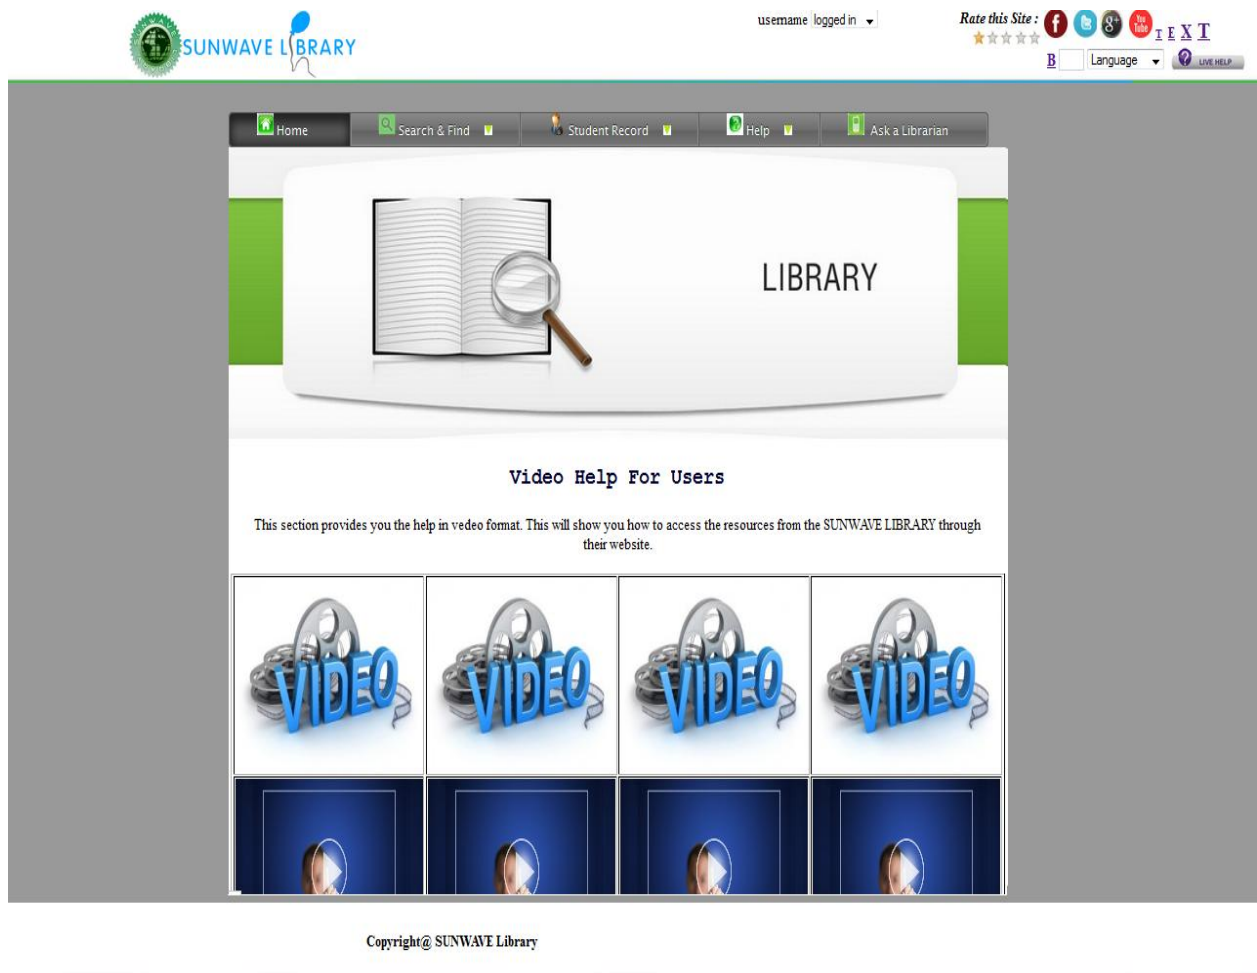 SUNWAVE LIBRARY
username logged in
Rate this Site :
f
g+
You
Tube
T E X T
B
Language
? LIVE HELP
Home
Search & Find
Student Record
Help
Ask a Librarian
LIBRARY
Video Help For Users
This section provides you the help in vedeo format. This will show you how to access the resources from the SUNWAVE LIBRARY through
their website.
VIDEO
VIDEO
VIDEO
VIDEO
Copyright@ SUNWAVE Library